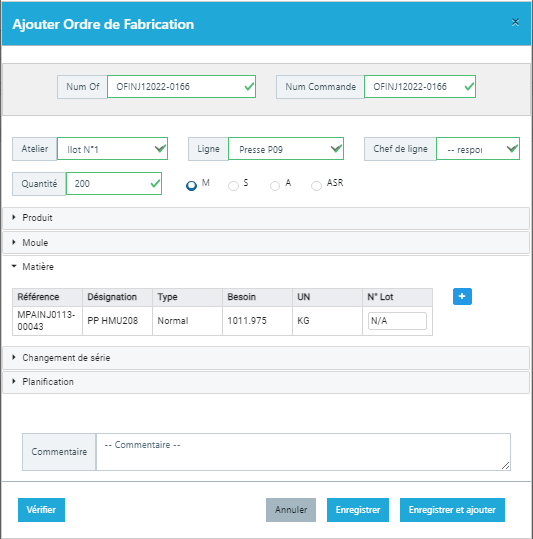 Ajouter Ordre de Fabrication ×
Num Of OFINJ12022-0166 Num Commande OFINJ12022-0166
Atelier Ilot N°1 Ligne Presse P09 Chef de ligne -- respo
Quantité 200 M S A ASR
Produit
Moule
Matière
Référence Désignation Type Besoin UN N° Lot +
MPAINJ0113-
00043 PP HMU208 Normal 1011.975 KG N/A
Changement de série
Planification
Commentaire -- Commentaire --
Vérifier Annuler Enregistrer Enregistrer et ajouter